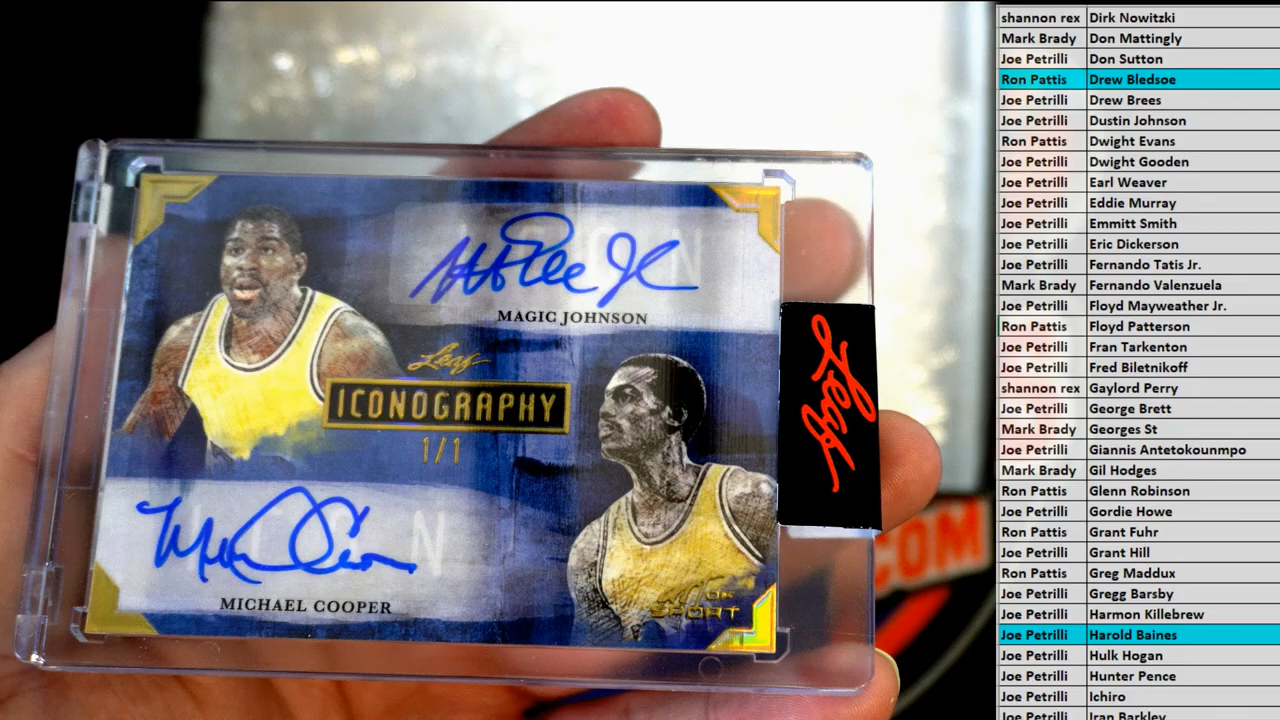 MAGIC JOHNSON
Leaf
ICONOGRAPHY
1/1
MICHAEL COOPER
OF
SPORT
Leaf
.COM
shannon rex Dirk Nowitzki
Mark Brady Don Mattingly
Joe Petrilli Don Sutton
Ron Pattis Drew Bledsoe
Joe Petrilli Drew Brees
Joe Petrilli Dustin Johnson
Ron Pattis Dwight Evans
Joe Petrilli Dwight Gooden
Joe Petrilli Earl Weaver
Joe Petrilli Eddie Murray
Joe Petrilli Emmitt Smith
Joe Petrilli Eric Dickerson
Joe Petrilli Fernando Tatis Jr.
Mark Brady Fernando Valenzuela
Joe Petrilli Floyd Mayweather Jr.
Ron Pattis Floyd Patterson
Joe Petrilli Fran Tarkenton
Joe Petrilli Fred Biletnikoff
shannon rex Gaylord Perry
Joe Petrilli George Brett
Mark Brady Georges St
Joe Petrilli Giannis Antetokounmpo
Mark Brady Gil Hodges
Ron Pattis Glenn Robinson
Joe Petrilli Gordie Howe
Ron Pattis Grant Fuhr
Joe Petrilli Grant Hill
Ron Pattis Greg Maddux
Joe Petrilli Gregg Barsby
Joe Petrilli Harmon Killebrew
Joe Petrilli Harold Baines
Joe Petrilli Hulk Hogan
Joe Petrilli Hunter Pence
Joe Petrilli Ichiro
Joe Petrilli Iran Barkley